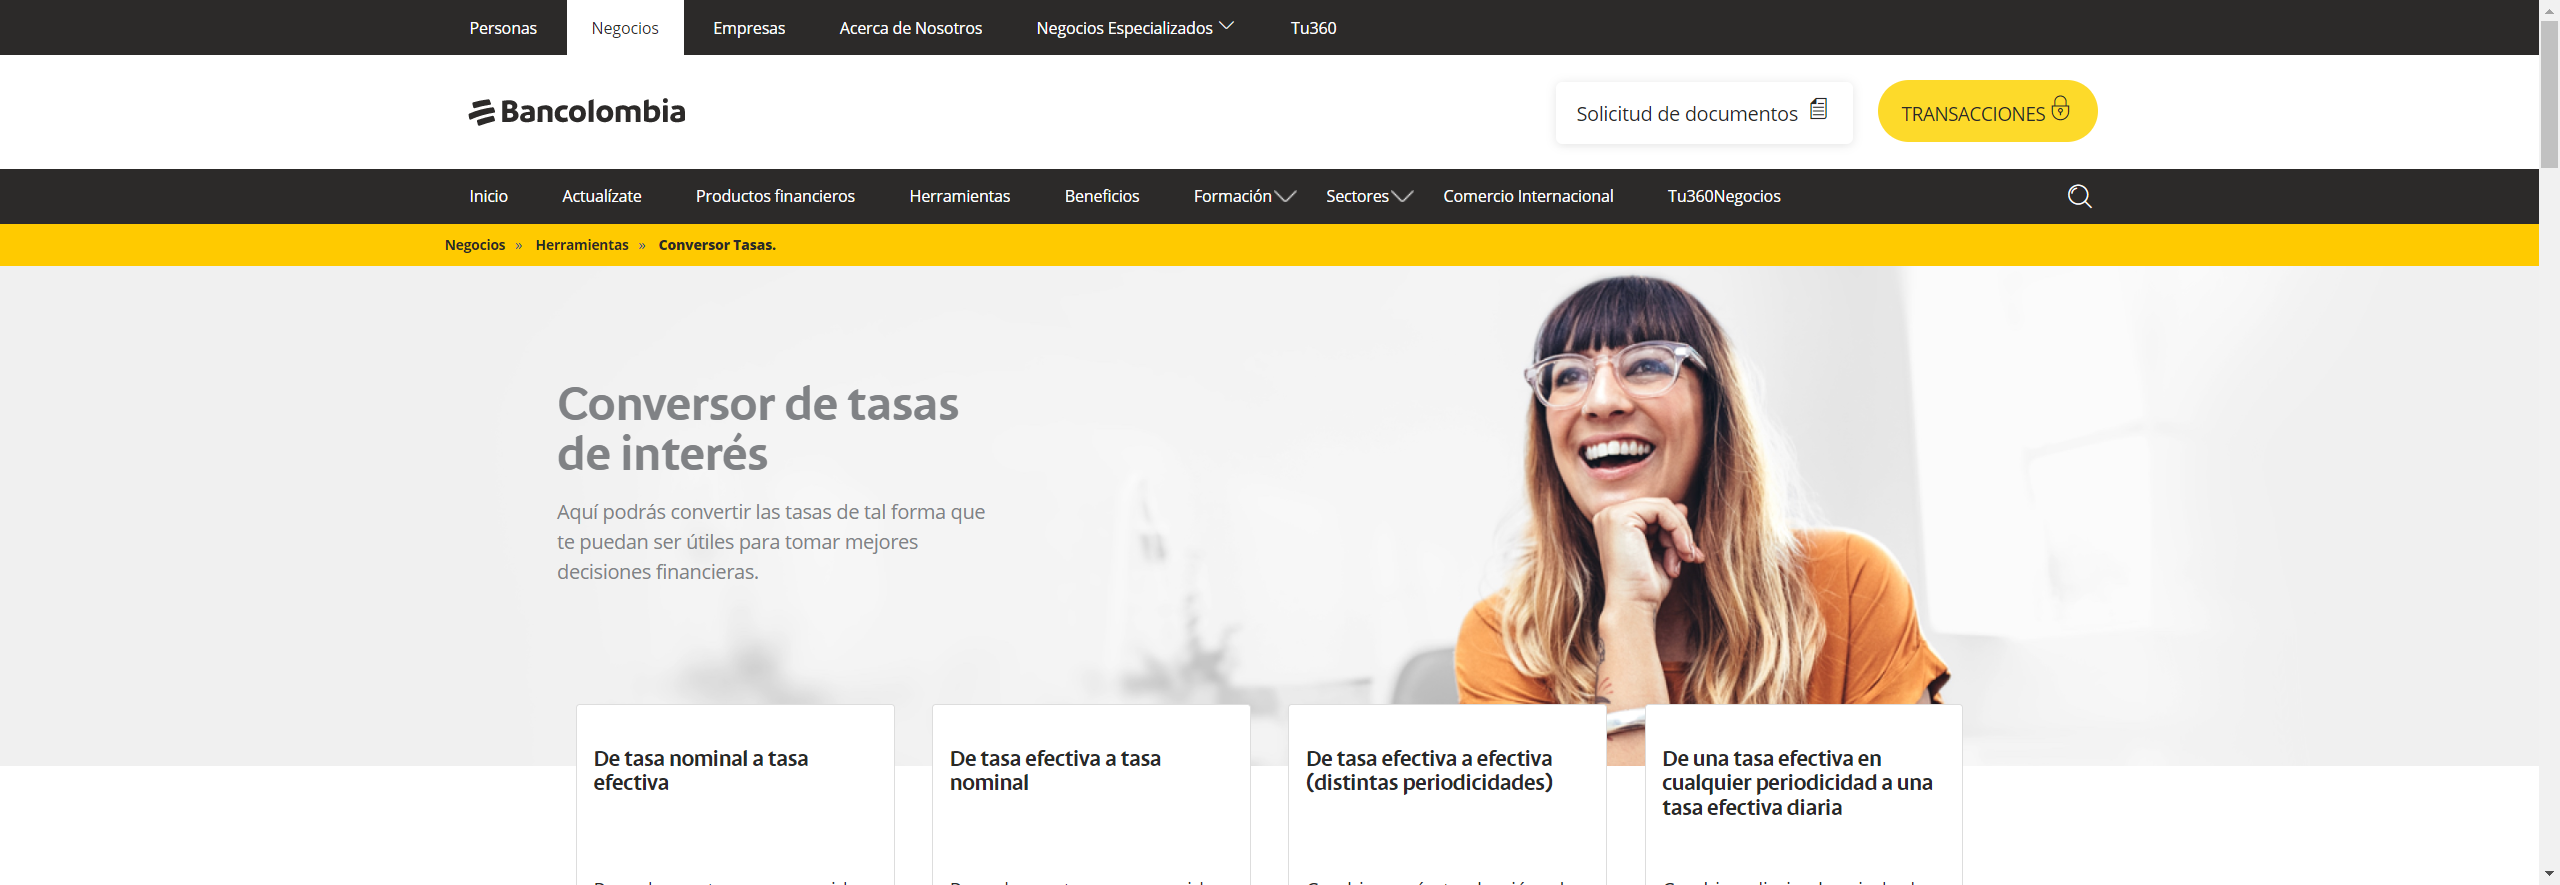 Personas Negocios Empresas Acerca de Nosotros Negocios Especializados Tu360
Bancolombia
Solicitud de documentos
TRANSACCIONES
Inicio Actualízate Productos financieros Herramientas Beneficios Formación Sectores Comercio Internacional Tu360Negocios
Negocios » Herramientas » Conversor Tasas.
Conversor de tasas
de interés
Aquí podrás convertir las tasas de tal forma que
te puedan ser útiles para tomar mejores
decisiones financieras.
De tasa nominal a tasa
efectiva
De tasa efectiva a tasa
nominal
De tasa efectiva a efectiva
(distintas periodicidades)
De una tasa efectiva en
cualquier periodicidad a una
tasa efectiva diaria